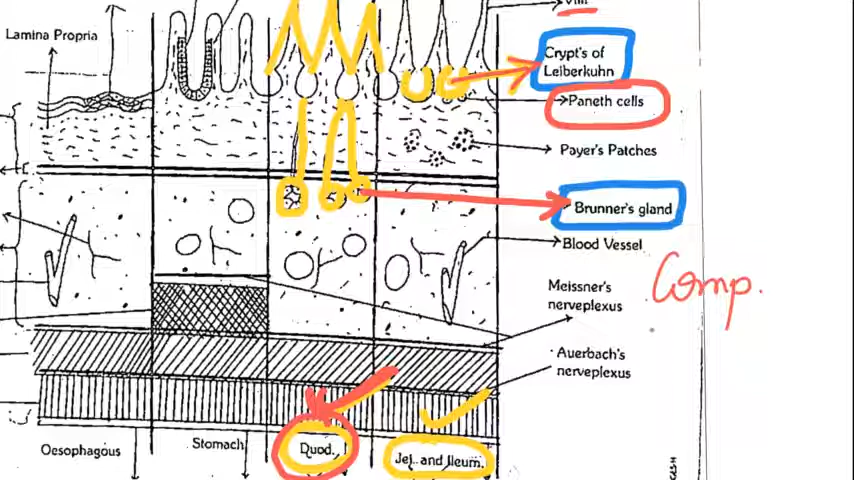 Villi
Lamina Propria
Crypt's of
Leiberkuhn
Paneth cells
Payer's Patches
Brunner's gland
Blood Vessel
Meissner's
nerveplexus
Comp.
Auerbach's
nerveplexus
Oesophagous
Stomach
Duod.
Jej. and Ileum.